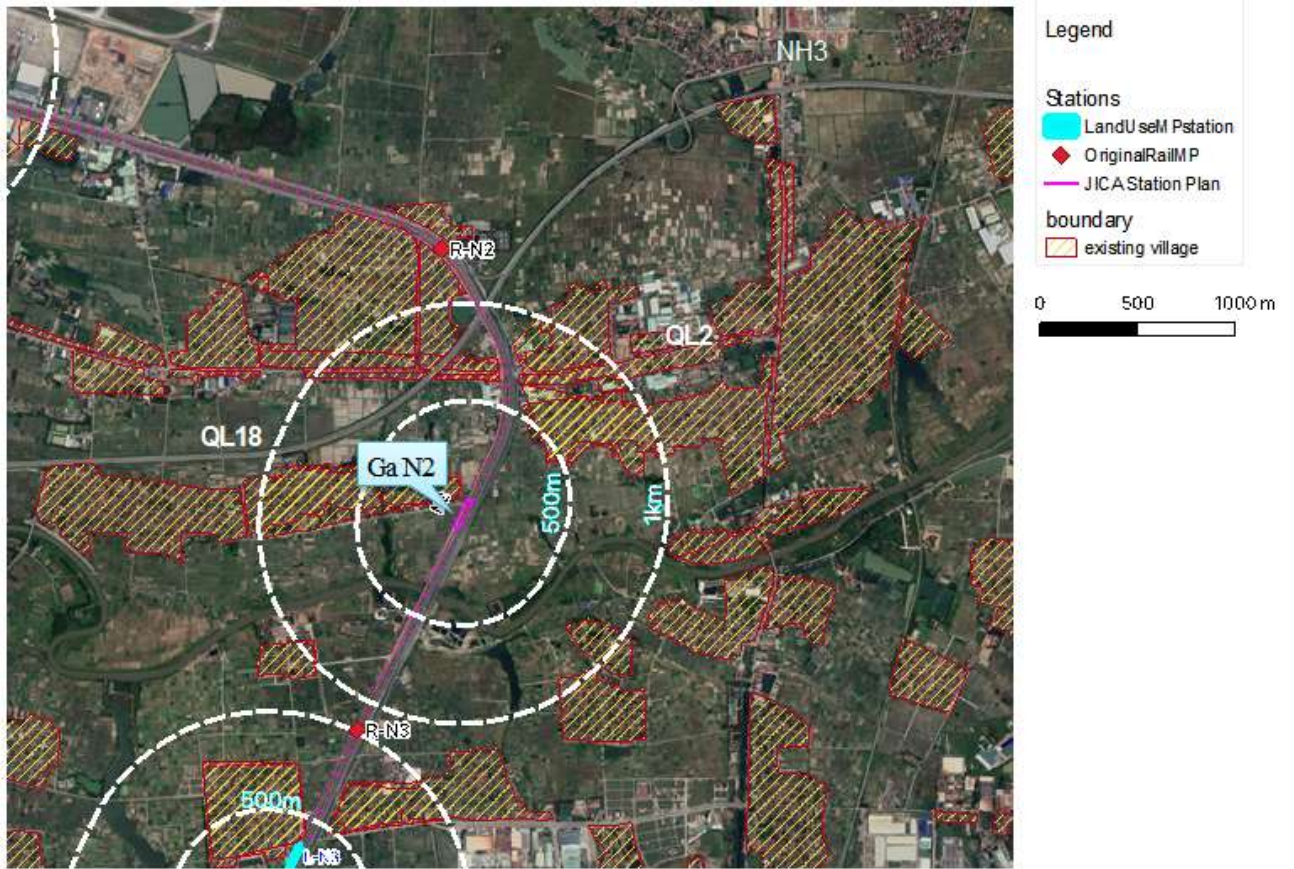 NH3
R-N2
QL2
QL18
Ga N2
500m
1km
R-N3
500m
L-N3
Legend
Stations
LandUseMPstation
OriginalRailMP
JICA Station Plan
boundary
existing village
0 500 1000 m